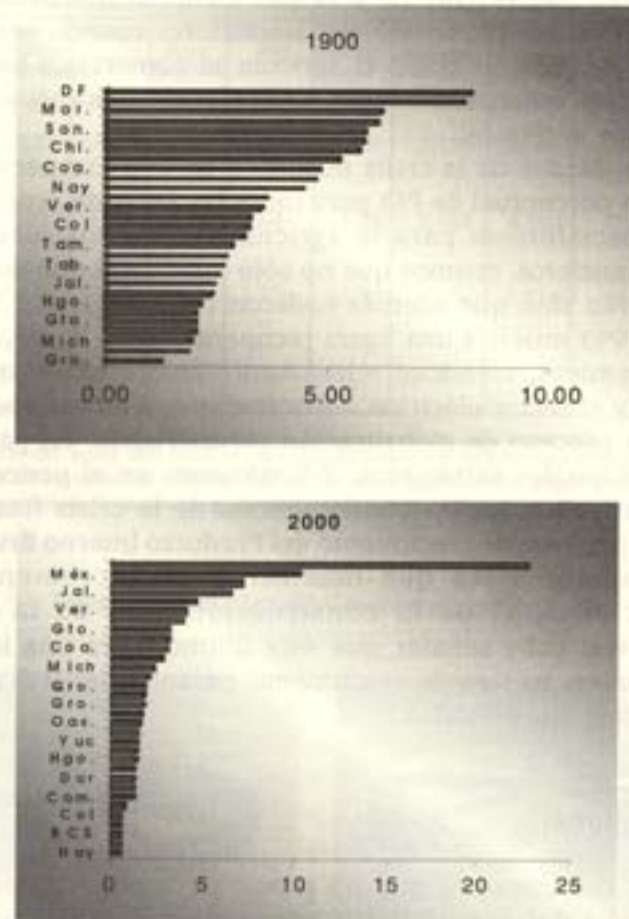 1900
DF
Mor.
Son.
Chi.
Coa.
Nay
Ver.
Col
Tam.
Tab.
Jal.
Hgo.
Gto.
Mich
Gro.
0.00 5.00 10.00
2000
Méx.
Jal.
Ver.
Gto.
Coa.
Mich
Gro.
Gro.
Oax.
Yuc
Hgo.
Dur
Cam.
Col
BCS
Nay
0 5 10 15 20 25